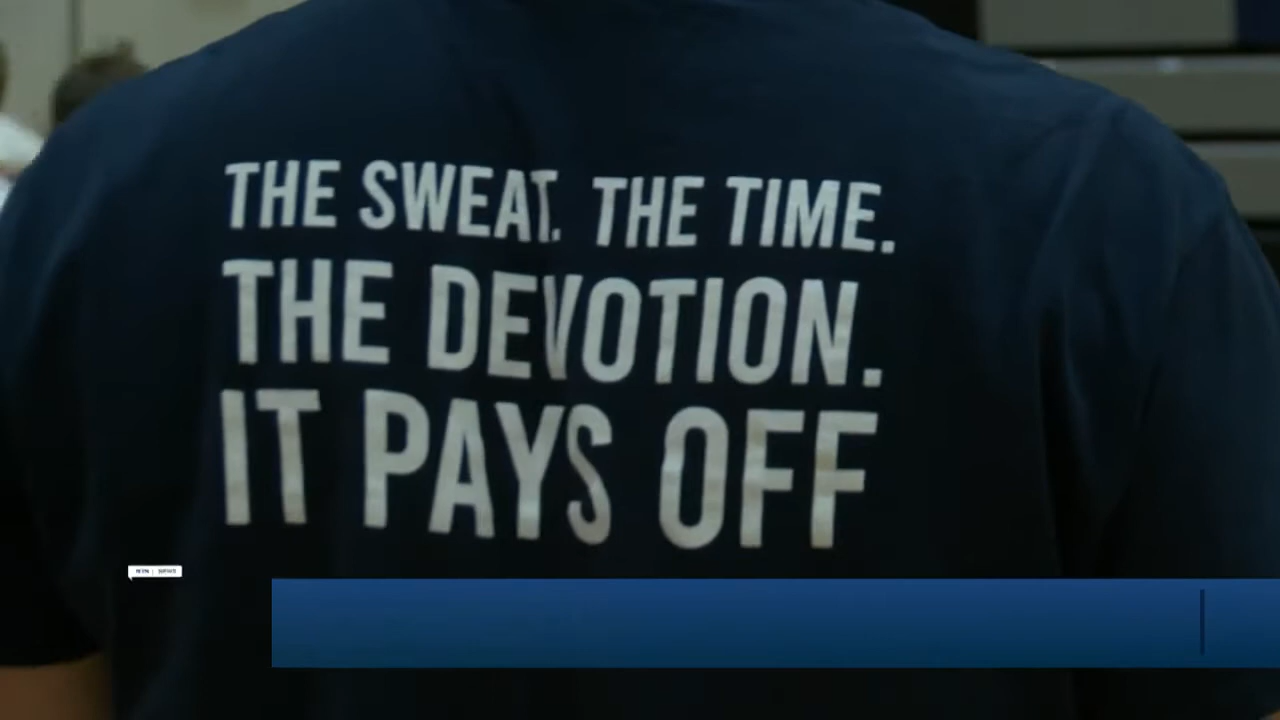 THE SWEAT. THE TIME.
THE DEVOTION.
IT PAYS OFF